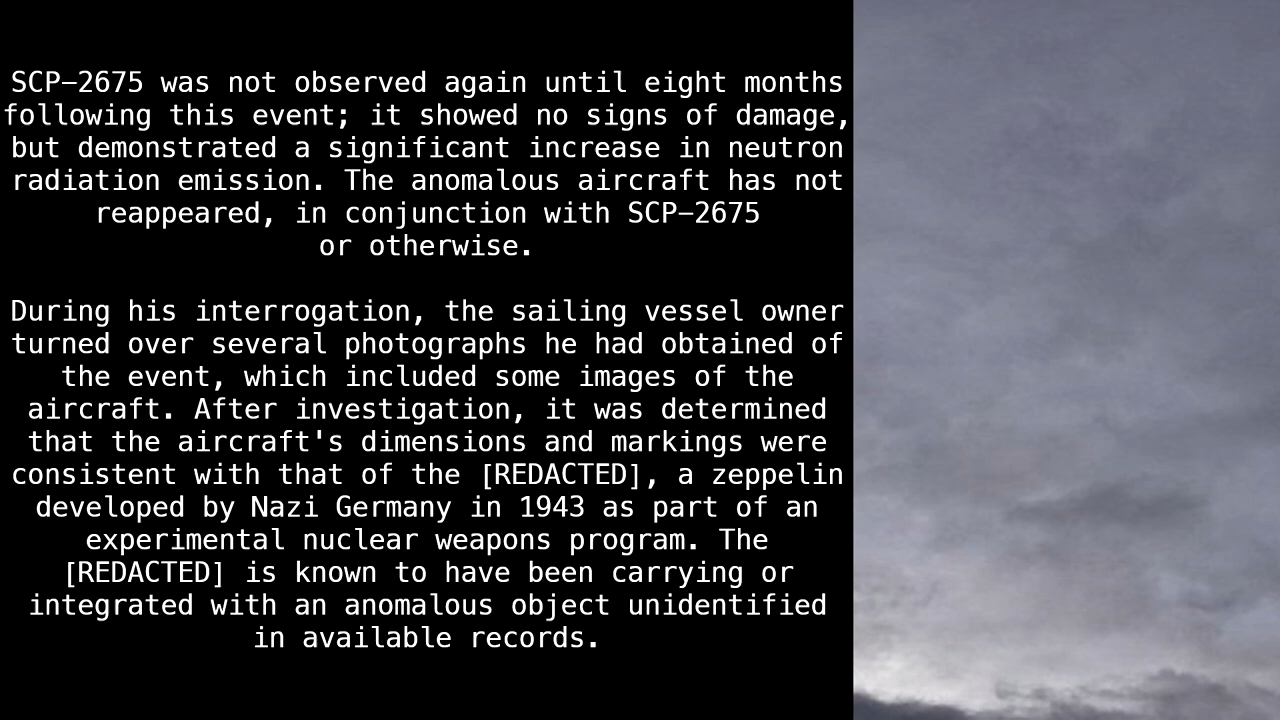 SCP−2675 was not observed again until eight months
following this event; it showed no signs of damage,
but demonstrated a significant increase in neutron
radiation emission. The anomalous aircraft has not
reappeared, in conjunction with SCP−2675
or otherwise.
During his interrogation, the sailing vessel owner
turned over several photographs he had obtained of
the event, which included some images of the
aircraft. After investigation, it was determined
that the aircraft's dimensions and markings were
consistent with that of the [REDACTED], a zeppelin
developed by Nazi Germany in 1943 as part of an
experimental nuclear weapons program. The
[REDACTED] is known to have been carrying or
integrated with an anomalous object unidentified
in available records.